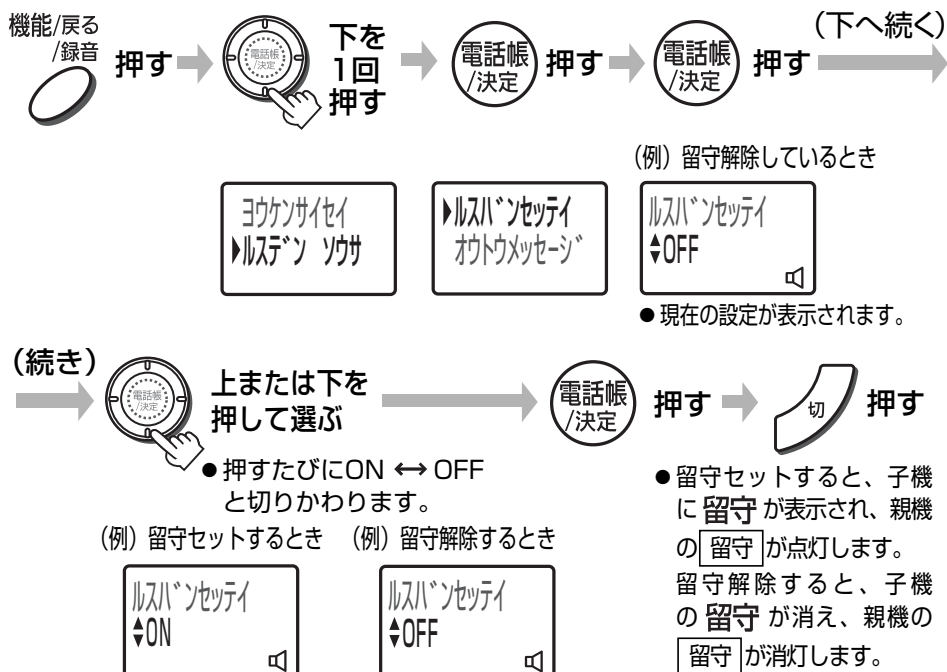 機能/戻る
/録音
押す
電話帳
/決定
下を
1回
押す
電話帳
/決定
押す
電話帳
/決定
押す
（下へ続く）
ヨウケンサイセイ
ルスデン ソウサ
ルスバンセッテイ
オウトウメッセージ
（例）留守解除しているとき
ルスバンセッテイ
OFF
●現在の設定が表示されます。
（続き）
電話帳
/決定
上または下を
押して選ぶ
●押すたびにON ↔ OFF
と切りかわります。
電話帳
/決定
押す
切
押す
（例）留守セットするとき
ルスバンセッテイ
ON
（例）留守解除するとき
ルスバンセッテイ
OFF
●留守セットすると、子機
に 留守 が表示され、親機
の 留守 が点灯します。
留守解除すると、子機
の 留守 が消え、親機の
留守 が消灯します。